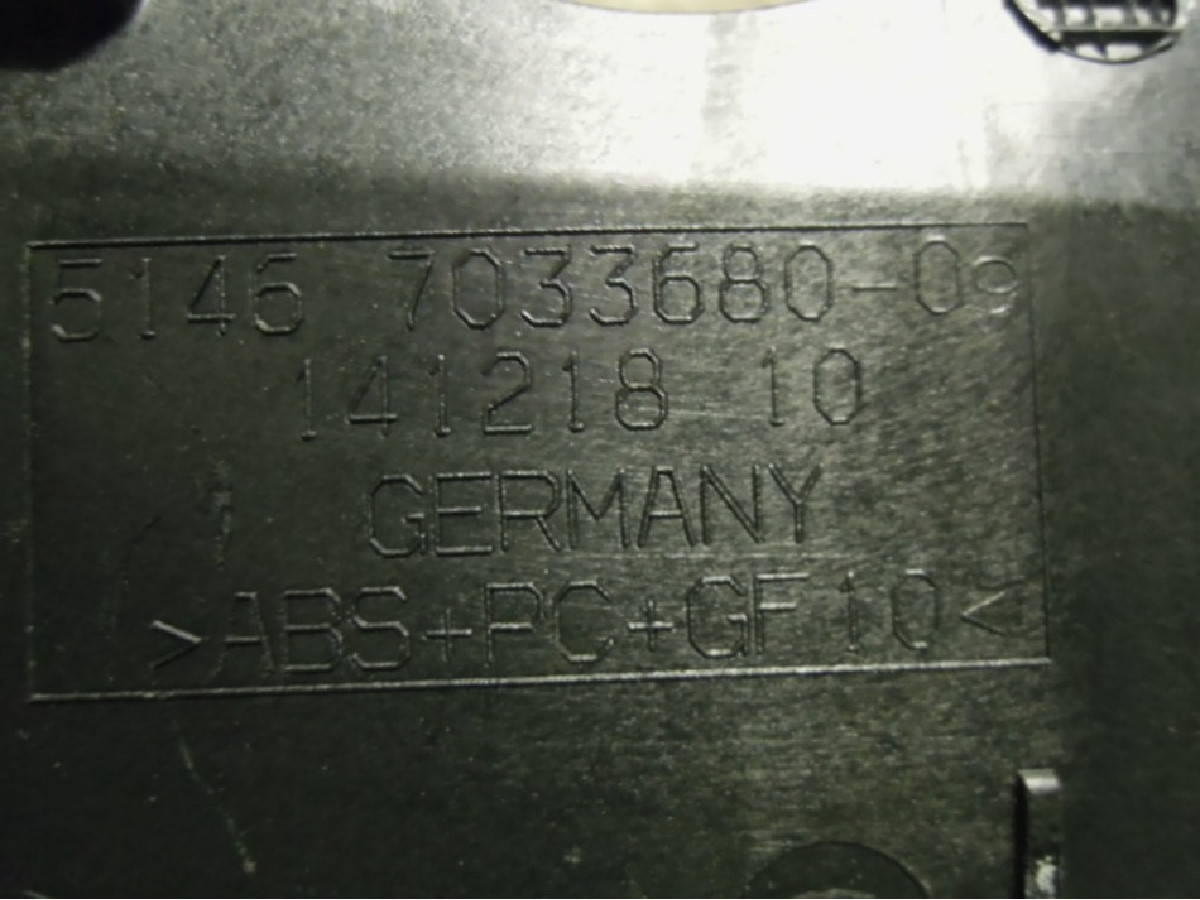 5146 7033680-09
141218 10
GERMANY
>ABS+PC+GF10<